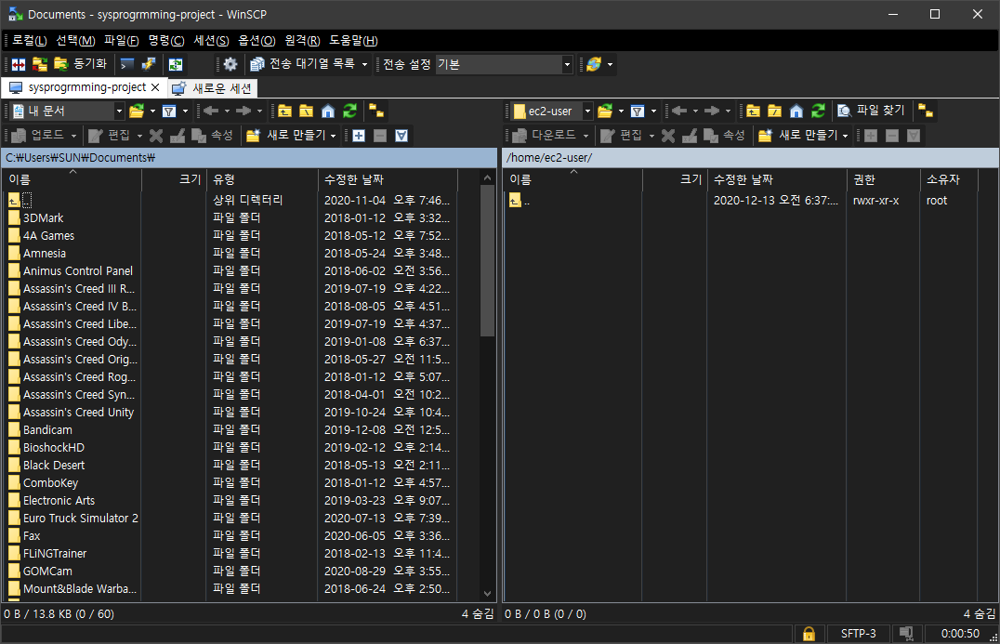 Documents - sysprogrmming-project - WinSCP
로컬(L) 선택(M) 파일(F) 명령(C) 세션(S) 옵션(O) 원격(R) 도움말(H)
동기화 전송 대기열 목록 전송 설정 기본
sysprogrmming-project 새로운 세션
내 문서
업로드 편집 속성 새로 만들기
C:₩Users₩SUN₩Documents₩
이름 크기 유형 수정한 날짜
.. 상위 디렉터리 2020-11-04 오후 7:46...
3DMark 파일 폴더 2018-01-12 오후 3:32...
4A Games 파일 폴더 2018-05-12 오후 7:52...
Amnesia 파일 폴더 2018-05-24 오후 3:48...
Animus Control Panel 파일 폴더 2018-06-02 오전 3:56...
Assassin's Creed III R... 파일 폴더 2019-07-19 오후 4:22...
Assassin's Creed IV B... 파일 폴더 2018-08-05 오후 4:51...
Assassin's Creed Libe... 파일 폴더 2019-07-19 오후 4:37...
Assassin's Creed Ody... 파일 폴더 2019-01-08 오후 6:37...
Assassin's Creed Orig... 파일 폴더 2018-05-27 오전 11:5...
Assassin's Creed Rog... 파일 폴더 2018-01-12 오후 5:07...
Assassin's Creed Syn... 파일 폴더 2018-04-01 오전 10:2...
Assassin's Creed Unity 파일 폴더 2019-10-24 오후 10:4...
Bandicam 파일 폴더 2019-12-08 오전 12:5...
BioshockHD 파일 폴더 2019-02-12 오후 2:14...
Black Desert 파일 폴더 2018-05-13 오전 2:11...
ComboKey 파일 폴더 2018-01-12 오후 4:57...
Electronic Arts 파일 폴더 2019-03-23 오후 9:07...
Euro Truck Simulator 2 파일 폴더 2020-07-13 오후 7:39...
Fax 파일 폴더 2020-06-05 오후 3:36...
FLiNGTrainer 파일 폴더 2018-02-13 오후 11:4...
GOMCam 파일 폴더 2020-08-29 오후 3:55...
Mount&Blade Warba... 파일 폴더 2018-06-24 오후 2:50...
0 B / 13.8 KB (0 / 60) 4 숨김
ec2-user 파일 찾기
다운로드 편집 속성 새로 만들기
/home/ec2-user/
이름 크기 수정한 날짜 권한 소유자
.. 2020-12-13 오전 6:37:... rwxr-xr-x root
0 B / 0 B (0 / 0) 4 숨김
SFTP-3 0:00:50